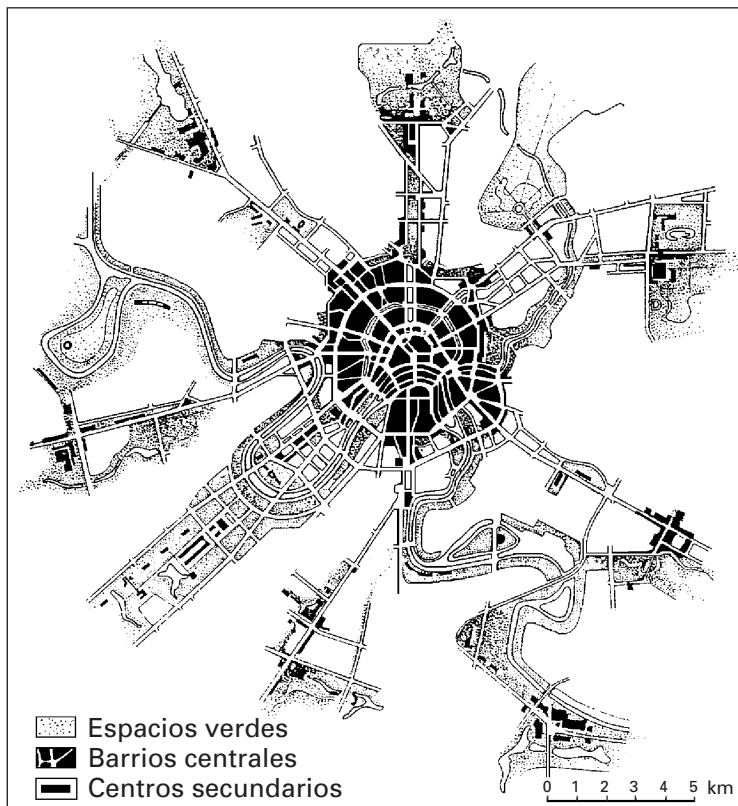 Espacios verdes
Barrios centrales
Centros secundarios
0 1 2 3 4 5 km